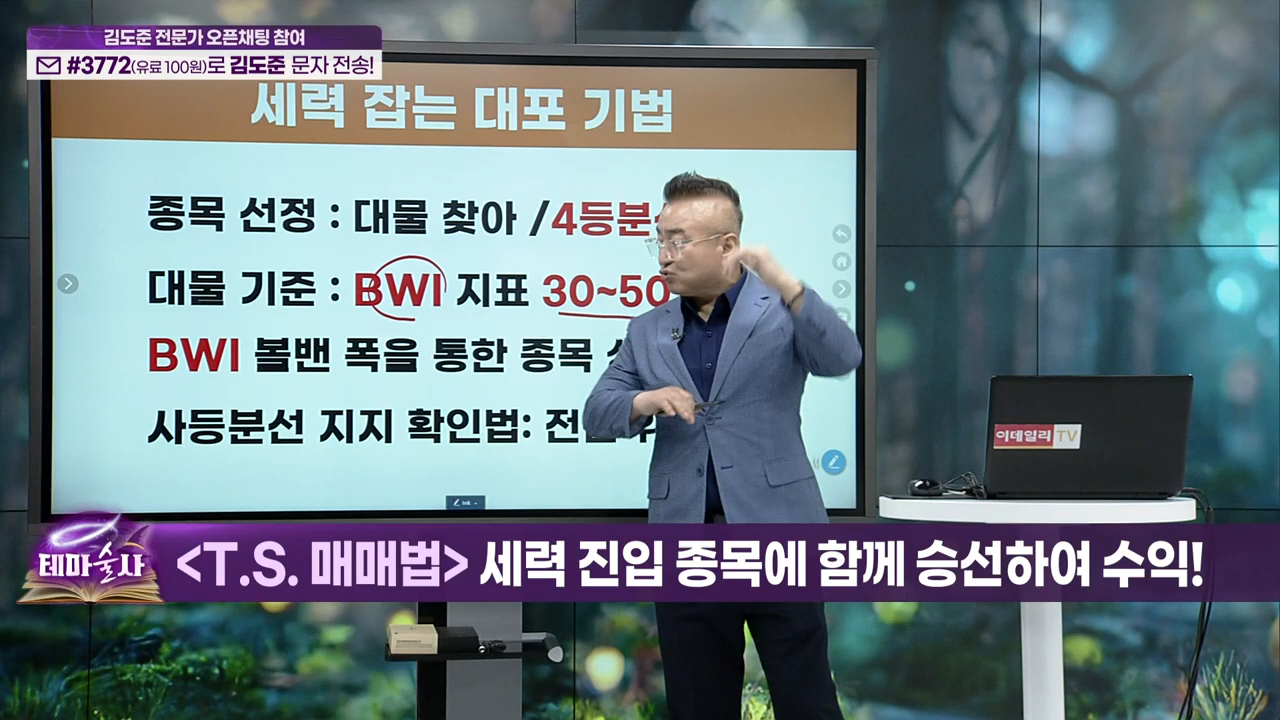 김도준 전문가 오픈채팅 참여
#3772(유료 100원)로 김도준 문자 전송!
세력 잡는 대포 기법
종목 선정 : 대물 찾아 /4등분
대물 기준 : BWI 지표 30~50
BWI 볼밴 폭을 통한 종목
사등분선 지지 확인법:
이데일리 TV
Ink
테마술사
<T.S. 매매법> 세력 진입 종목에 함께 승선하여 수익!